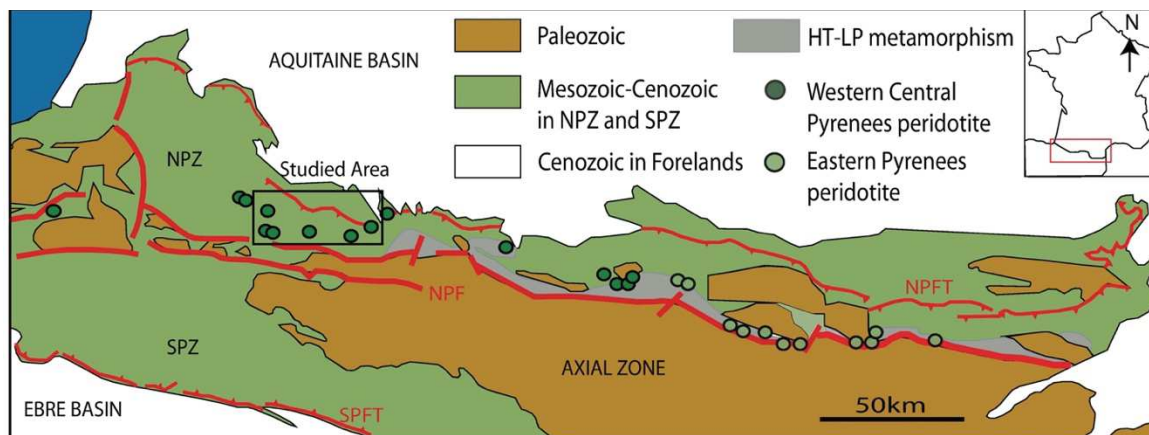 AQUITAINE BASIN
Paleozoic
HT-LP metamorphism
N
Mesozoic-Cenozoic
in NPZ and SPZ
Western Central
Pyrenees peridotite
NPZ
Studied Area
Cenozoic in Forelands
Eastern Pyrenees
peridotite
NPF
NPFT
SPZ
AXIAL ZONE
50km
EBRE BASIN
SPFT